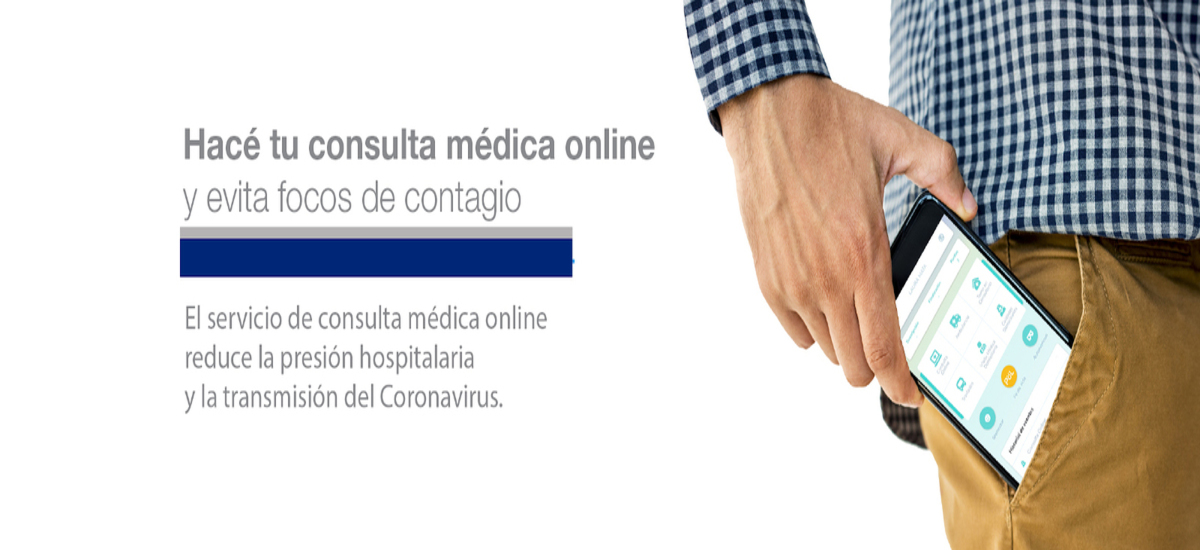 Hacé tu consulta médica online
y evita focos de contagio
El servicio de consulta médica online
reduce la presión hospitalaria
y la transmisión del Coronavirus.